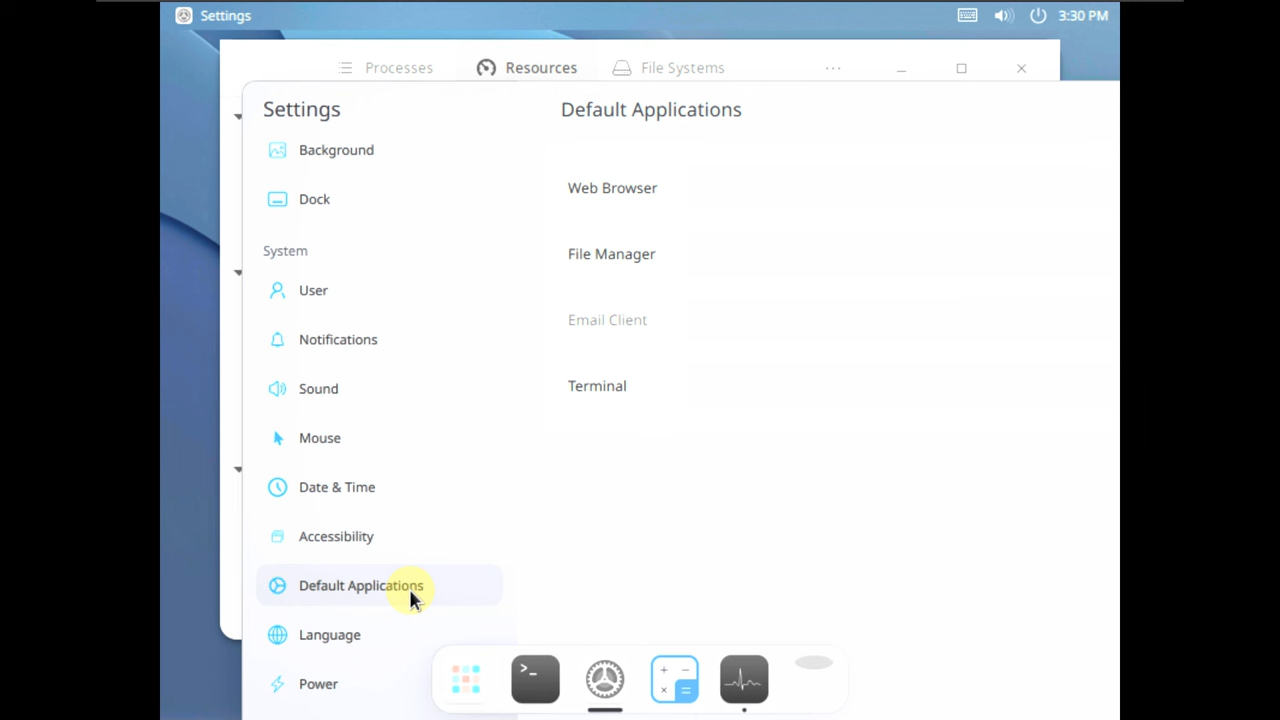 Settings
3:30 PM
Processes
Resources
File Systems
Settings
Default Applications
Background
Dock
System
User
Notifications
Sound
Mouse
Date & Time
Accessibility
Default Applications
Language
Power
Web Browser
File Manager
Email Client
Terminal